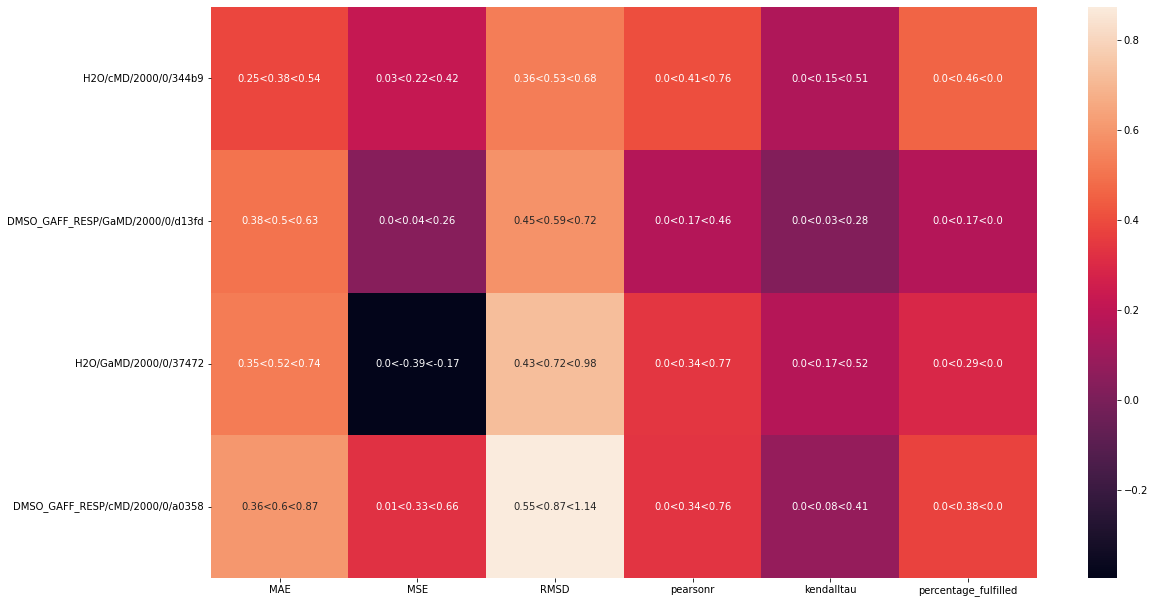 H2O/cMD/2000/0/344b9 0.25<0.38<0.54 0.03<0.22<0.42 0.36<0.53<0.68 0.0<0.41<0.76 0.0<0.15<0.51 0.0<0.46<0.0
DMSO_GAFF_RESP/GaMD/2000/0/d13fd 0.38<0.5<0.63 0.0<0.04<0.26 0.45<0.59<0.72 0.0<0.17<0.46 0.0<0.03<0.28 0.0<0.17<0.0
H2O/GaMD/2000/0/37472 0.35<0.52<0.74 0.0<-0.39<-0.17 0.43<0.72<0.98 0.0<0.34<0.77 0.0<0.17<0.52 0.0<0.29<0.0
DMSO_GAFF_RESP/cMD/2000/0/a0358 0.36<0.6<0.87 0.01<0.33<0.66 0.55<0.87<1.14 0.0<0.34<0.76 0.0<0.08<0.41 0.0<0.38<0.0
MAE MSE RMSD pearsonr kendalltau percentage_fulfilled
0.8
0.6
0.4
0.2
0.0
−0.2